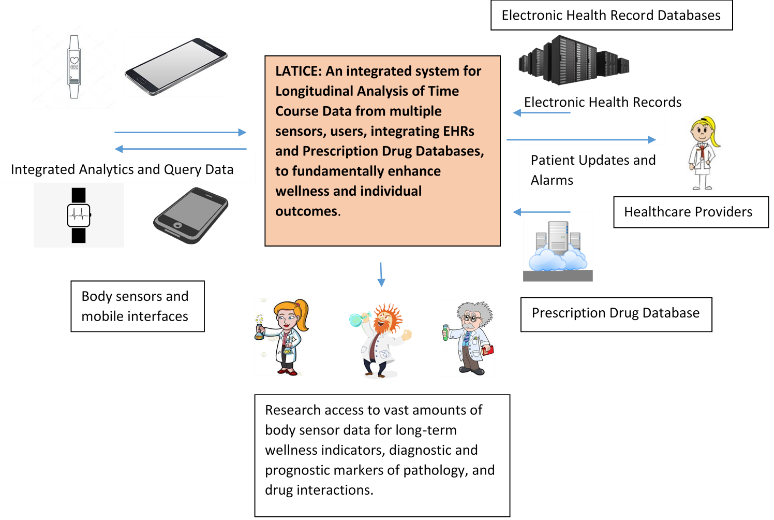 Electronic Health Record Databases
LATICE: An integrated system for
Longitudinal Analysis of Time
Course Data from multiple
sensors, users, integrating EHRs
and Prescription Drug Databases,
to fundamentally enhance
wellness and individual
outcomes.
Electronic Health Records
Integrated Analytics and Query Data
Patient Updates and
Alarms
Healthcare Providers
Body sensors and
mobile interfaces
Prescription Drug Database
Research access to vast amounts of
body sensor data for long-term
wellness indicators, diagnostic and
prognostic markers of pathology, and
drug interactions.